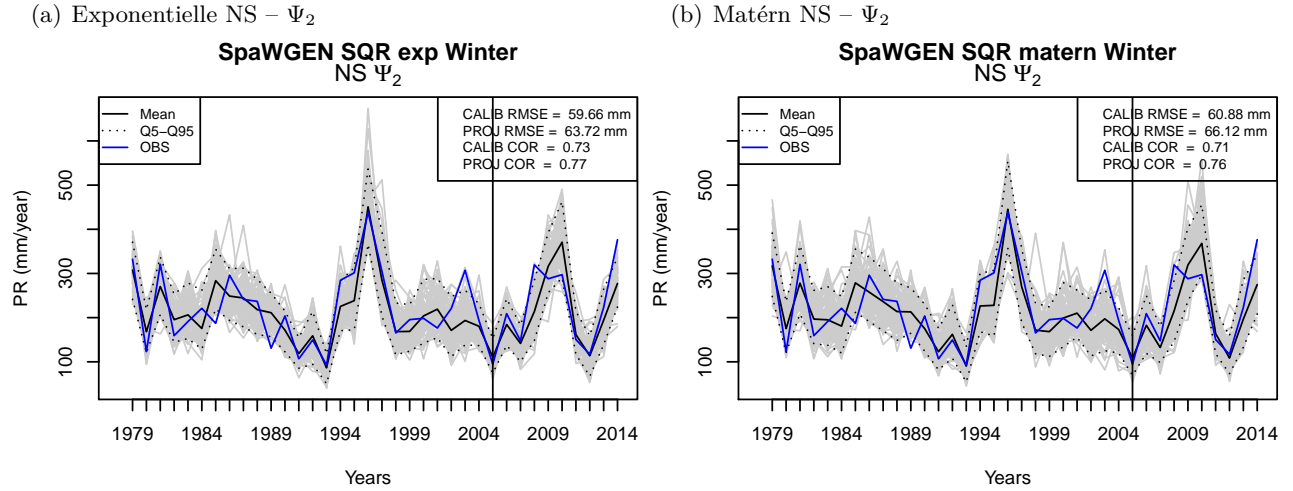 (a) Exponentielle NS – Ψ2
SpaWGEN SQR exp Winter
NS Ψ2
Mean
Q5−Q95
OBS
CALIB RMSE = 59.66 mm
PROJ RMSE = 63.72 mm
CALIB COR = 0.73
PROJ COR = 0.77
PR (mm/year)
500
300
100
1979 1984 1989 1994 1999 2004 2009 2014
Years
(b) Matérn NS – Ψ2
SpaWGEN SQR matern Winter
NS Ψ2
Mean
Q5−Q95
OBS
CALIB RMSE = 60.88 mm
PROJ RMSE = 66.12 mm
CALIB COR = 0.71
PROJ COR = 0.76
PR (mm/year)
500
300
100
1979 1984 1989 1994 1999 2004 2009 2014
Years